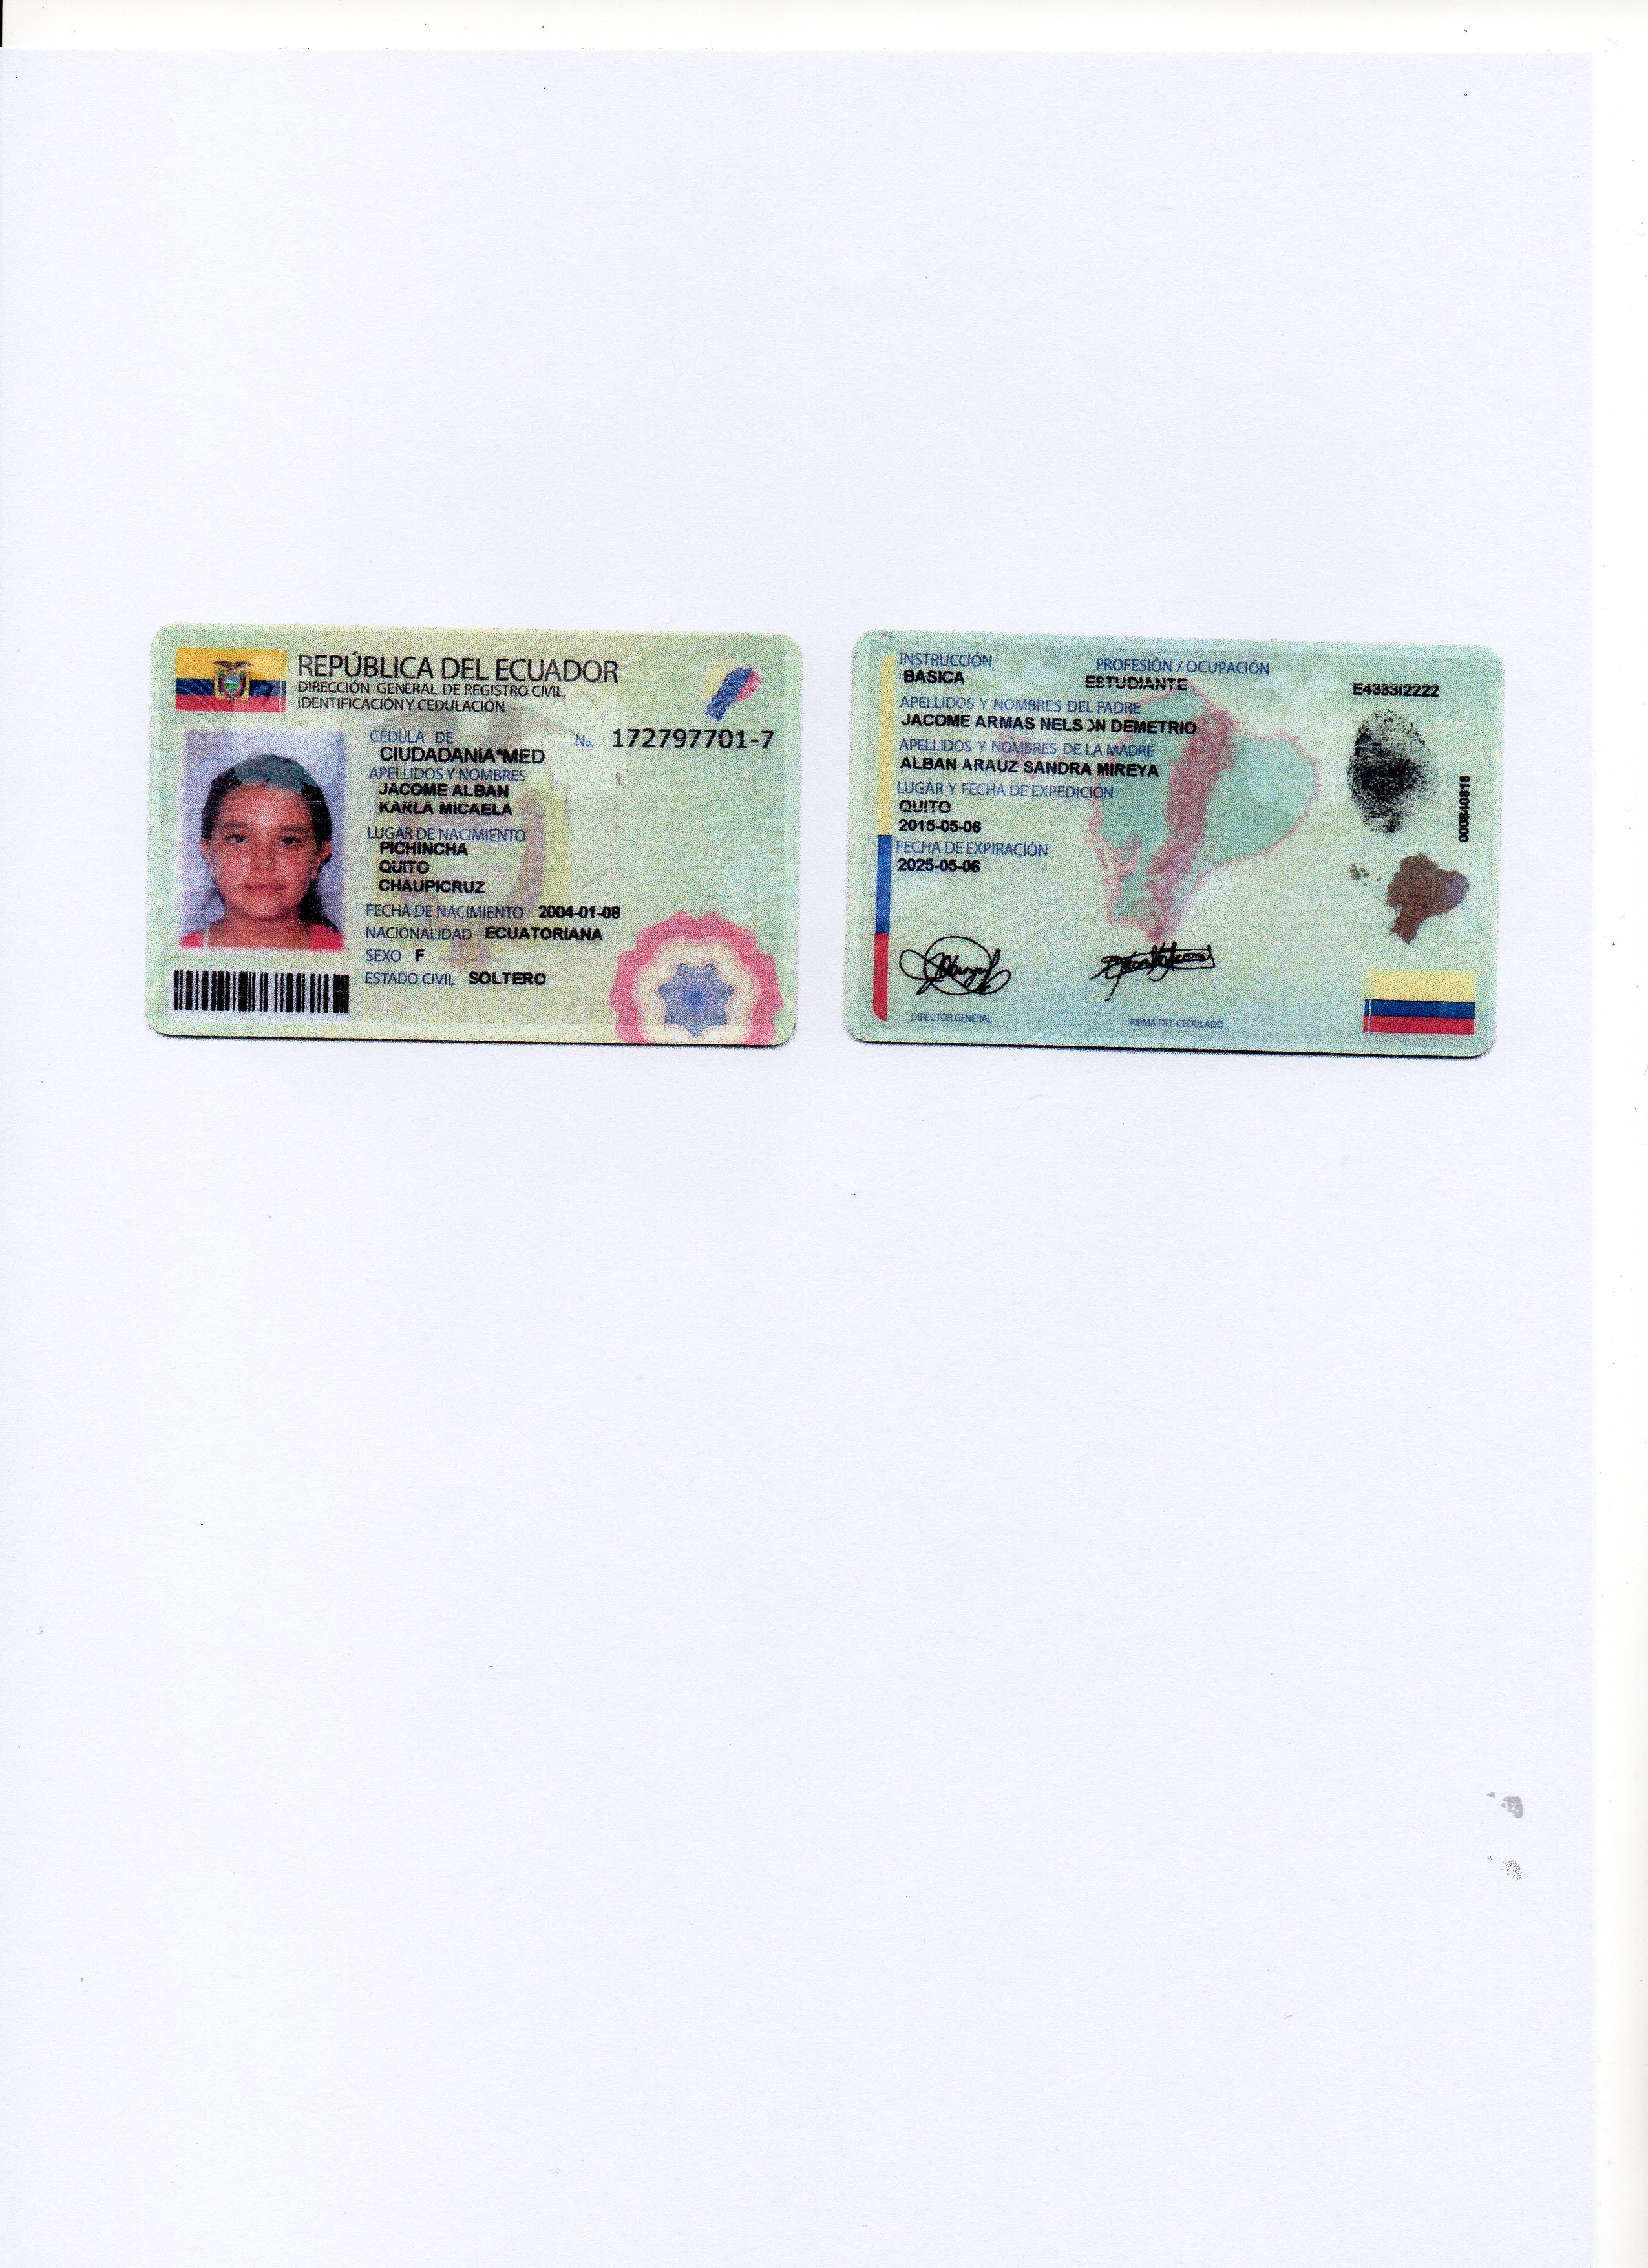 REPÚBLICA DEL ECUADOR
DIRECCIÓN GENERAL DE REGISTRO CIVIL,
IDENTIFICACIÓN Y CEDULACIÓN
CÉDULA DE
CIUDADANÍA*MED
No. 172797701-7
APELLIDOS Y NOMBRES
JACOME ALBAN
KARLA MICAELA
LUGAR DE NACIMIENTO
PICHINCHA
QUITO
CHAUPICRUZ
FECHA DE NACIMIENTO 2004-01-08
NACIONALIDAD ECUATORIANA
SEXO F
ESTADO CIVIL SOLTERO
INSTRUCCIÓN
BASICA
PROFESIÓN / OCUPACIÓN
ESTUDIANTE
E4333I2222
APELLIDOS Y NOMBRES DEL PADRE
JACOME ARMAS NELSON DEMETRIO
APELLIDOS Y NOMBRES DE LA MADRE
ALBAN ARAUZ SANDRA MIREYA
LUGAR Y FECHA DE EXPEDICIÓN
QUITO
2015-05-06
FECHA DE EXPIRACIÓN
2025-05-06
000840818
DIRECTOR GENERAL
FIRMA DEL CEDULADO